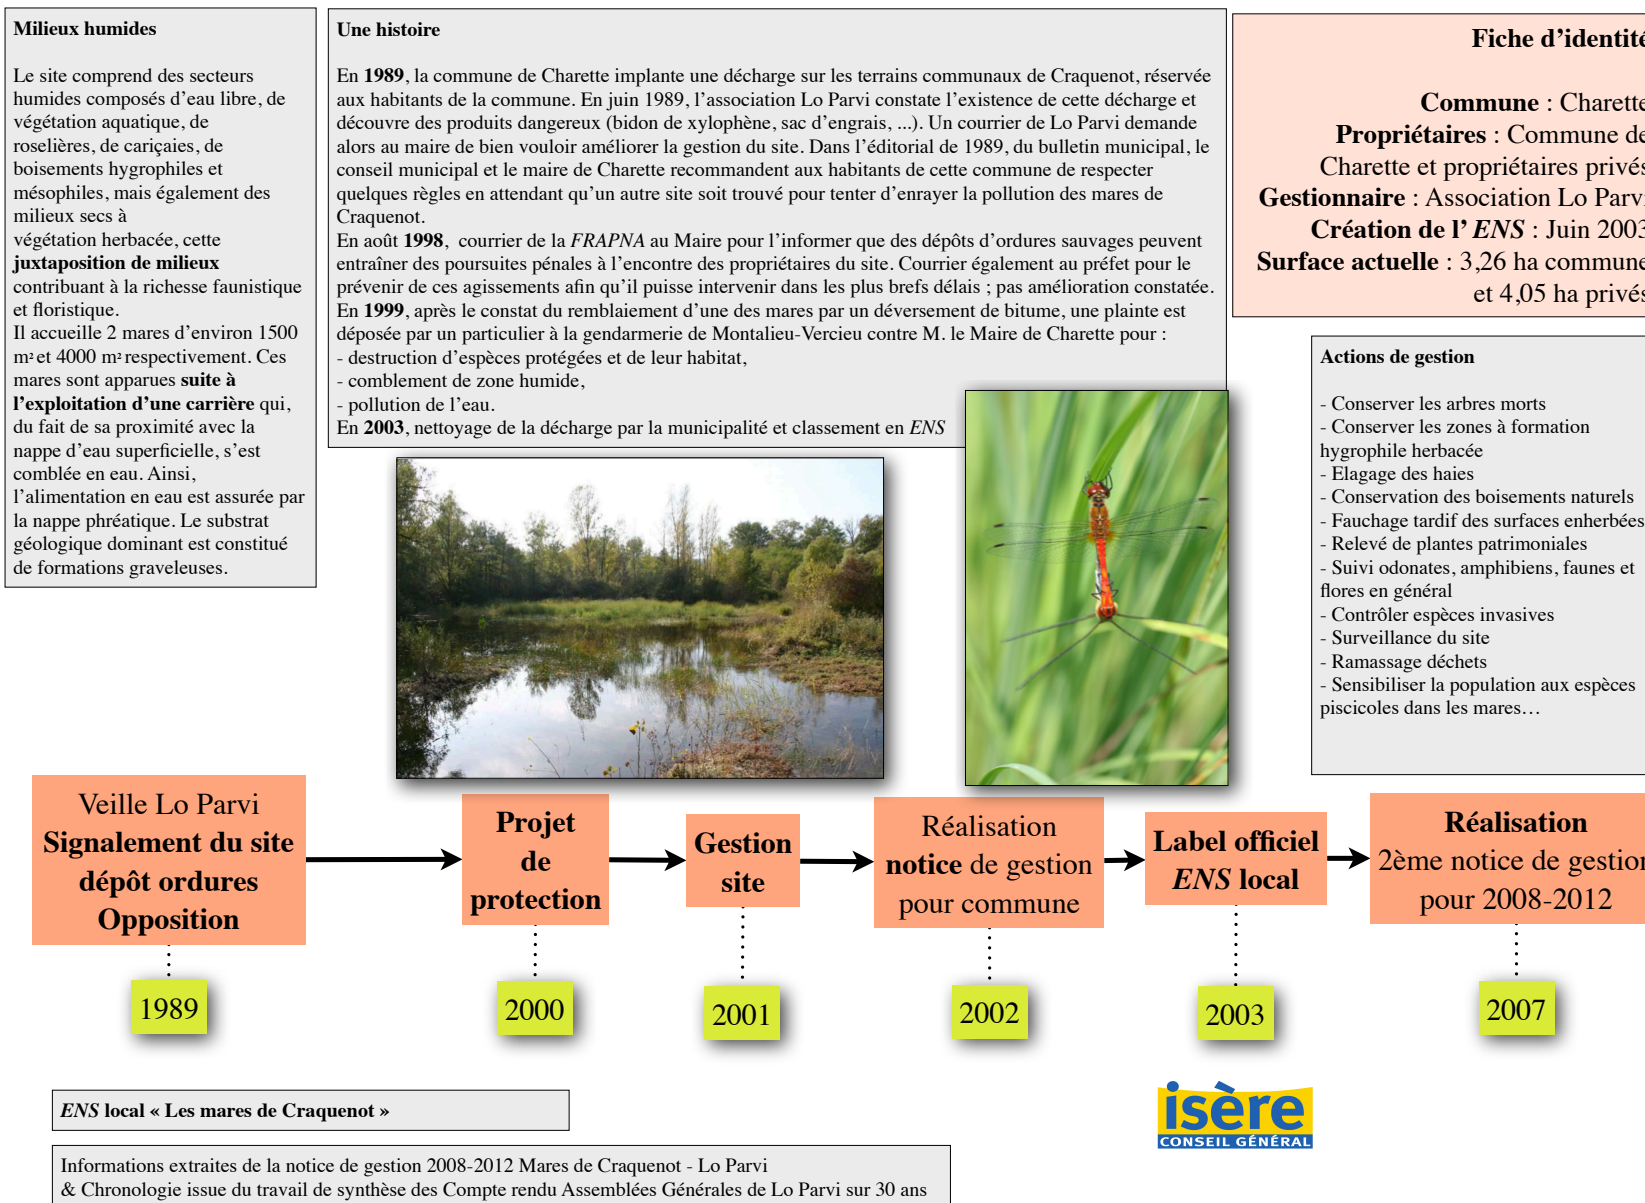 Milieux humides
Le site comprend des secteurs
humides composés d’eau libre, de
végétation aquatique, de
roselières, de cariçaies, de
boisements hygrophiles et
mésophiles, mais également des
milieux secs à
végétation herbacée, cette
juxtaposition de milieux
contribuant à la richesse faunistique
et floristique.
Il accueille 2 mares d’environ 1500
m² et 4000 m² respectivement. Ces
mares sont apparues suite à
l’exploitation d’une carrière qui,
du fait de sa proximité avec la
nappe d’eau superficielle, s’est
comblée en eau. Ainsi,
l’alimentation en eau est assurée par
la nappe phréatique. Le substrat
géologique dominant est constitué
de formations graveleuses.
Une histoire
En 1989, la commune de Charette implante une décharge sur les terrains communaux de Craquenot, réservée
aux habitants de la commune. En juin 1989, l’association Lo Parvi constate l’existence de cette décharge et
découvre des produits dangereux (bidon de xylophène, sac d’engrais, ...). Un courrier de Lo Parvi demande
alors au maire de bien vouloir améliorer la gestion du site. Dans l’éditorial de 1989, du bulletin municipal, le
conseil municipal et le maire de Charette recommandent aux habitants de cette commune de respecter
quelques règles en attendant qu’un autre site soit trouvé pour tenter d’enrayer la pollution des mares de
Craquenot.
En août 1998, courrier de la FRAPNA au Maire pour l’informer que des dépôts d’ordures sauvages peuvent
entraîner des poursuites pénales à l’encontre des propriétaires du site. Courrier également au préfet pour le
prévenir de ces agissements afin qu’il puisse intervenir dans les plus brefs délais ; pas amélioration constatée.
En 1999, après le constat du remblaiement d’une des mares par un déversement de bitume, une plainte est
déposée par un particulier à la gendarmerie de Montalieu-Vercieu contre M. le Maire de Charette pour :
- destruction d’espèces protégées et de leur habitat,
- comblement de zone humide,
- pollution de l’eau.
En 2003, nettoyage de la décharge par la municipalité et classement en ENS
Fiche d’identité
Commune : Charette
Propriétaires : Commune de
Charette et propriétaires privés
Gestionnaire : Association Lo Parvi
Création de l’ ENS : Juin 2003
Surface actuelle : 3,26 ha commune
et 4,05 ha privés
Actions de gestion
- Conserver les arbres morts
- Conserver les zones à formation
hygrophile herbacée
- Elagage des haies
- Conservation des boisements naturels
- Fauchage tardif des surfaces enherbées
- Relevé de plantes patrimoniales
- Suivi odonates, amphibiens, faunes et
flores en général
- Contrôler espèces invasives
- Surveillance du site
- Ramassage déchets
- Sensibiliser la population aux espèces
piscicoles dans les mares…
Veille Lo Parvi
Signalement du site
dépôt ordures
Opposition
Projet
de
protection
Gestion
site
Réalisation
notice de gestion
pour commune
Label officiel
ENS local
Réalisation
2ème notice de gestion
pour 2008-2012
1989
2000
2001
2002
2003
2007
ENS local « Les mares de Craquenot »
isère
CONSEIL GÉNÉRAL
Informations extraites de la notice de gestion 2008-2012 Mares de Craquenot - Lo Parvi
& Chronologie issue du travail de synthèse des Compte rendu Assemblées Générales de Lo Parvi sur 30 ans